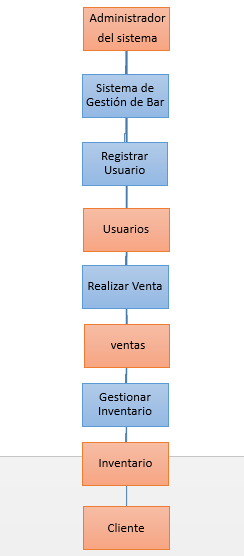 Administrador
del sistema
Sistema de
Gestión de Bar
Registrar
Usuario
Usuarios
Realizar Venta
ventas
Gestionar
Inventario
Inventario
Cliente